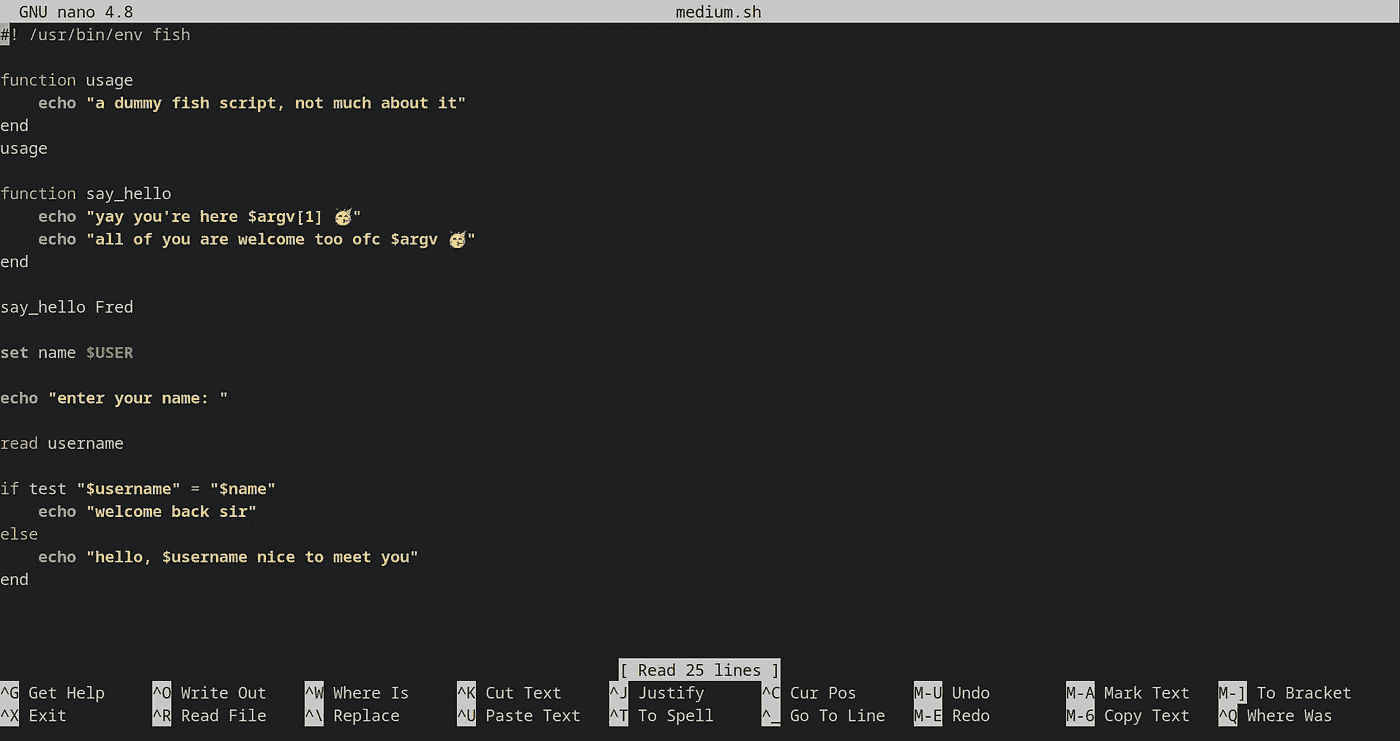 GNU nano 4.8 medium.sh
#! /usr/bin/env fish

function usage
    echo "a dummy fish script, not much about it"
end
usage

function say_hello
    echo "yay you're here $argv[1] 🥳"
    echo "all of you are welcome too ofc $argv 🥳"
end

say_hello Fred

set name $USER

echo "enter your name: "

read username

if test "$username" = "$name"
    echo "welcome back sir"
else
    echo "hello, $username nice to meet you"
end

[ Read 25 lines ]
^G Get Help ^O Write Out ^W Where Is ^K Cut Text ^J Justify ^C Cur Pos M-U Undo M-A Mark Text M-] To Bracket
^X Exit ^R Read File ^\ Replace ^U Paste Text ^T To Spell ^_ Go To Line M-E Redo M-6 Copy Text ^Q Where Was